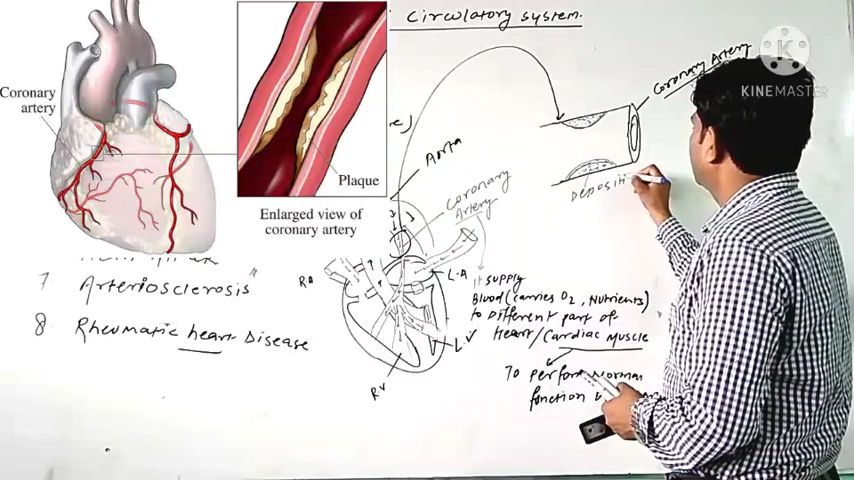 Circulatory system.
KINEMASTER
Coronary
artery
Plaque
Enlarged view of
coronary artery
Aorta
Coronary
Artery
Coronary Artery
Depositi
RA
L.A
RV
7 Arteriosclerosis
8 Rheumatic heart Disease
It supply
Blood (carries O2, Nutrients)
to Different part of
Heart/Cardiac Muscle
To perform Normal
function